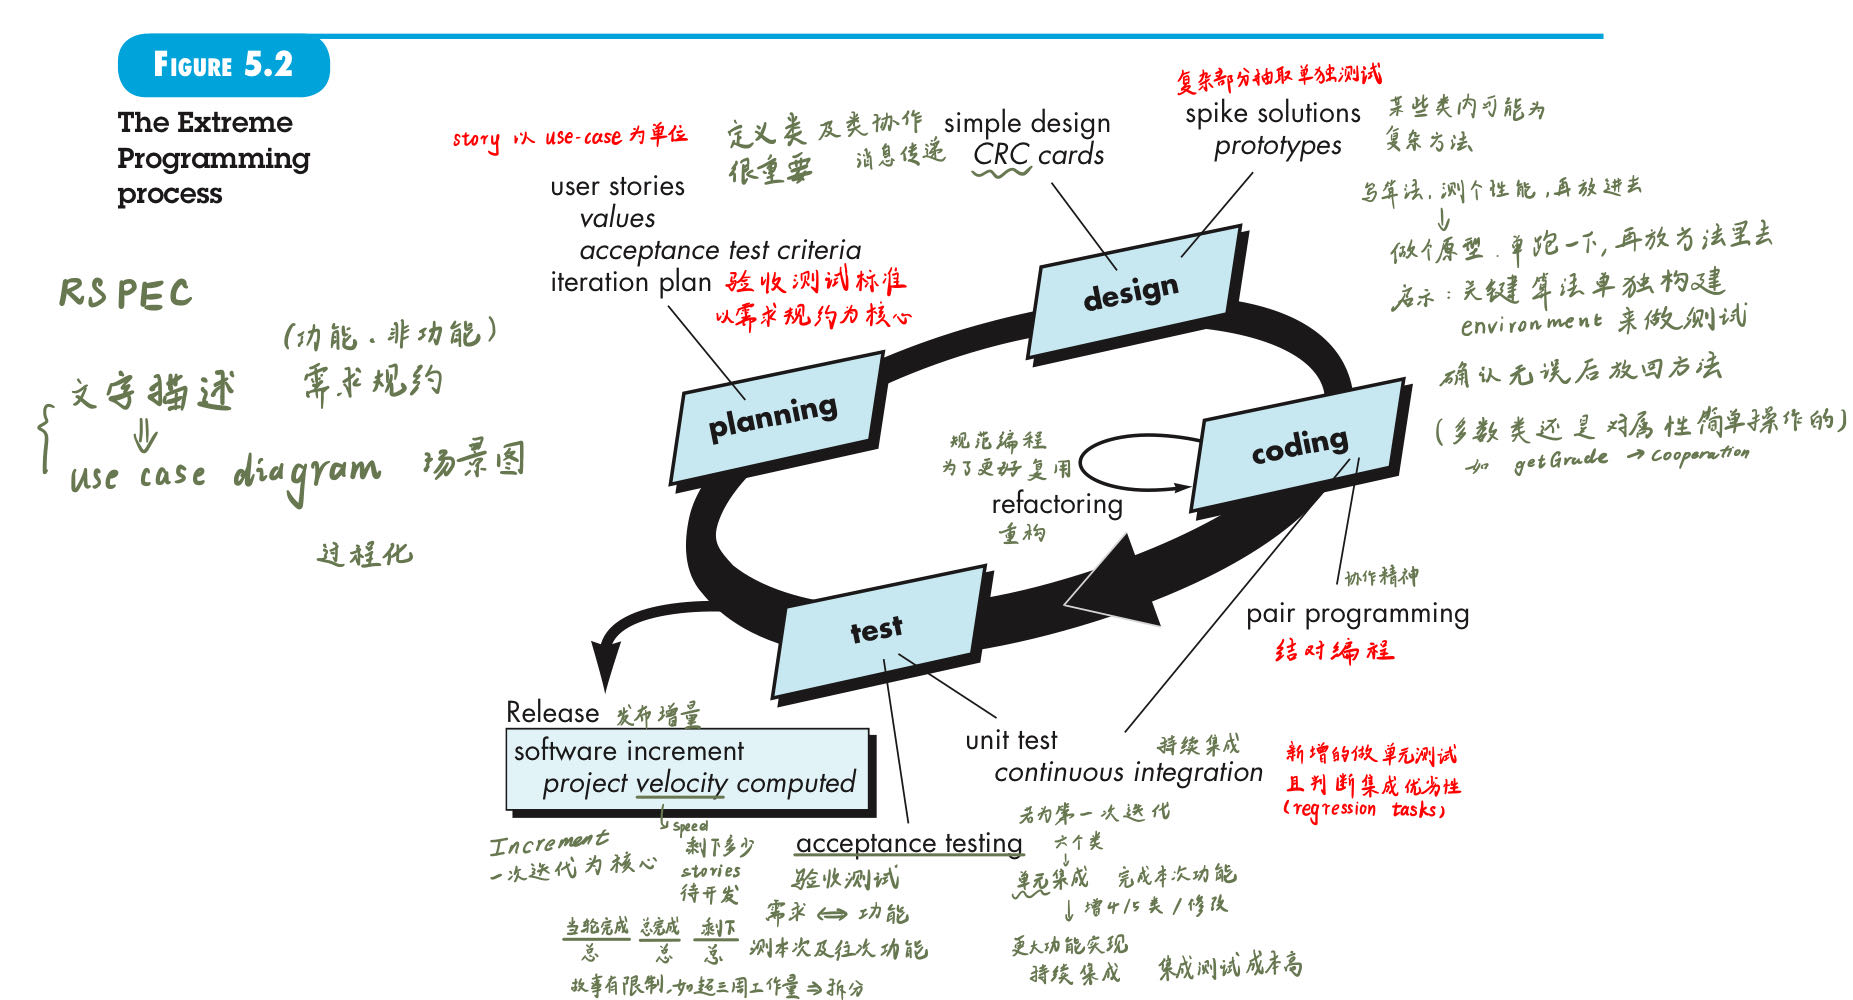 FIGURE 5.2
The Extreme
Programming
process
story 以 use-case 为单位
user stories
values
acceptance test criteria
iteration plan
验收测试标准
以需求规约为核心
定义类及类协作
很重要
消息传递
simple design
CRC cards
复杂部分抽取单独测试
spike solutions
prototypes
某些类内可能为
复杂方法
写算法,测个性能,再放进去
↓
做个原型.单跑一下,再放方法里去
启示:关键算法单独构建
environment 来做测试
确认无误后放回方法
(多数类还是对属性简单操作的)
如 getGrade → cooperation
RSPEC
(功能、非功能)
文字描述
需求规约
⇓
use case diagram 场景图
过程化
planning
design
coding
test
规范编程
为了更好复用
refactoring
重构
协作精神
pair programming
结对编程
Release 发布增量
software increment
project velocity computed
Increment
一次迭代为核心
speed
剩下多少
stories
待开发
当轮完成 总完成 剩下
总 总 总
故事有限制,如超三周工作量 ⇒ 拆分
acceptance testing
验收测试
需求 ⇔ 功能
测本次及往次功能
unit test
持续集成
continuous integration
新增的做单元测试
且判断集成优劣性
(regression tasks)
若为第一次迭代
六个类
↓
单元集成 完成本次功能
↓ 增4/5类/修改
更大功能实现
持续集成 集成测试成本高